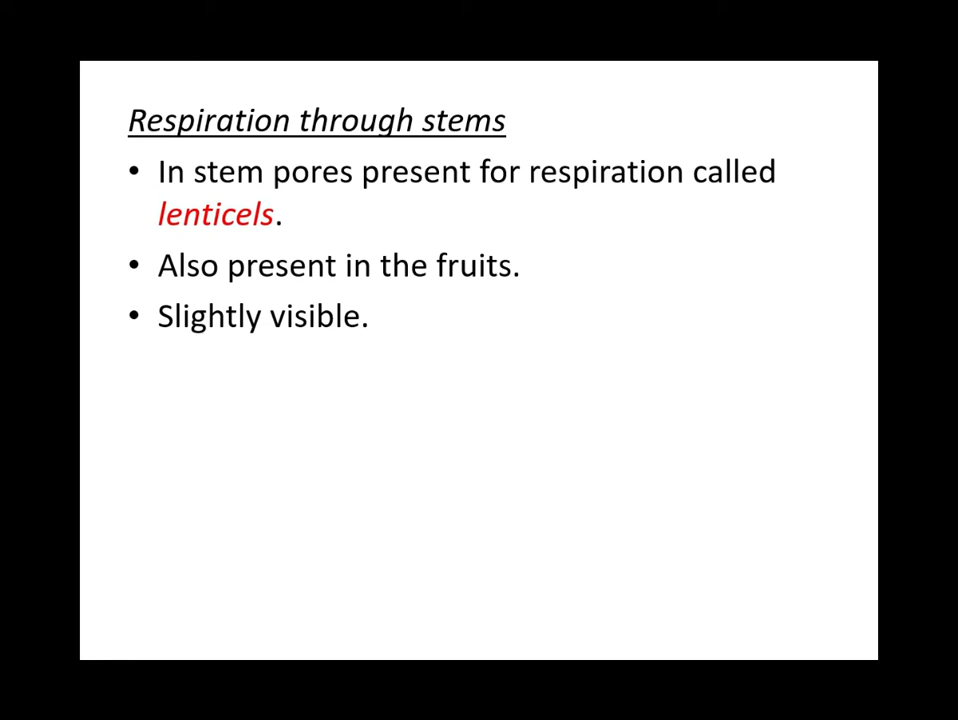 Respiration through stems
• In stem pores present for respiration called
lenticels.
• Also present in the fruits.
• Slightly visible.